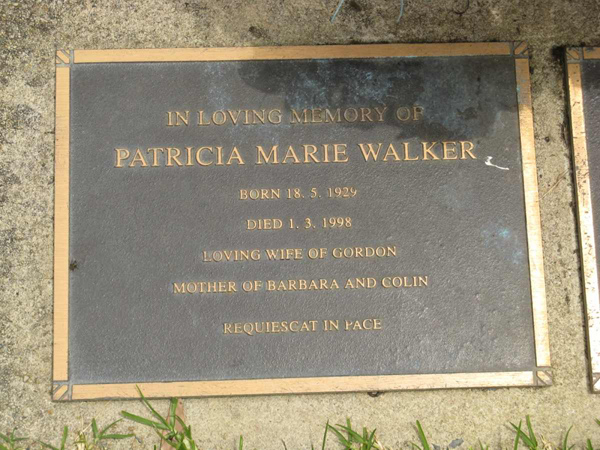 IN LOVING MEMORY OF
PATRICIA MARIE WALKER
BORN 18. 5. 1929
DIED 1. 3. 1998
LOVING WIFE OF GORDON
MOTHER OF BARBARA AND COLIN
REQUIESCAT IN PACE